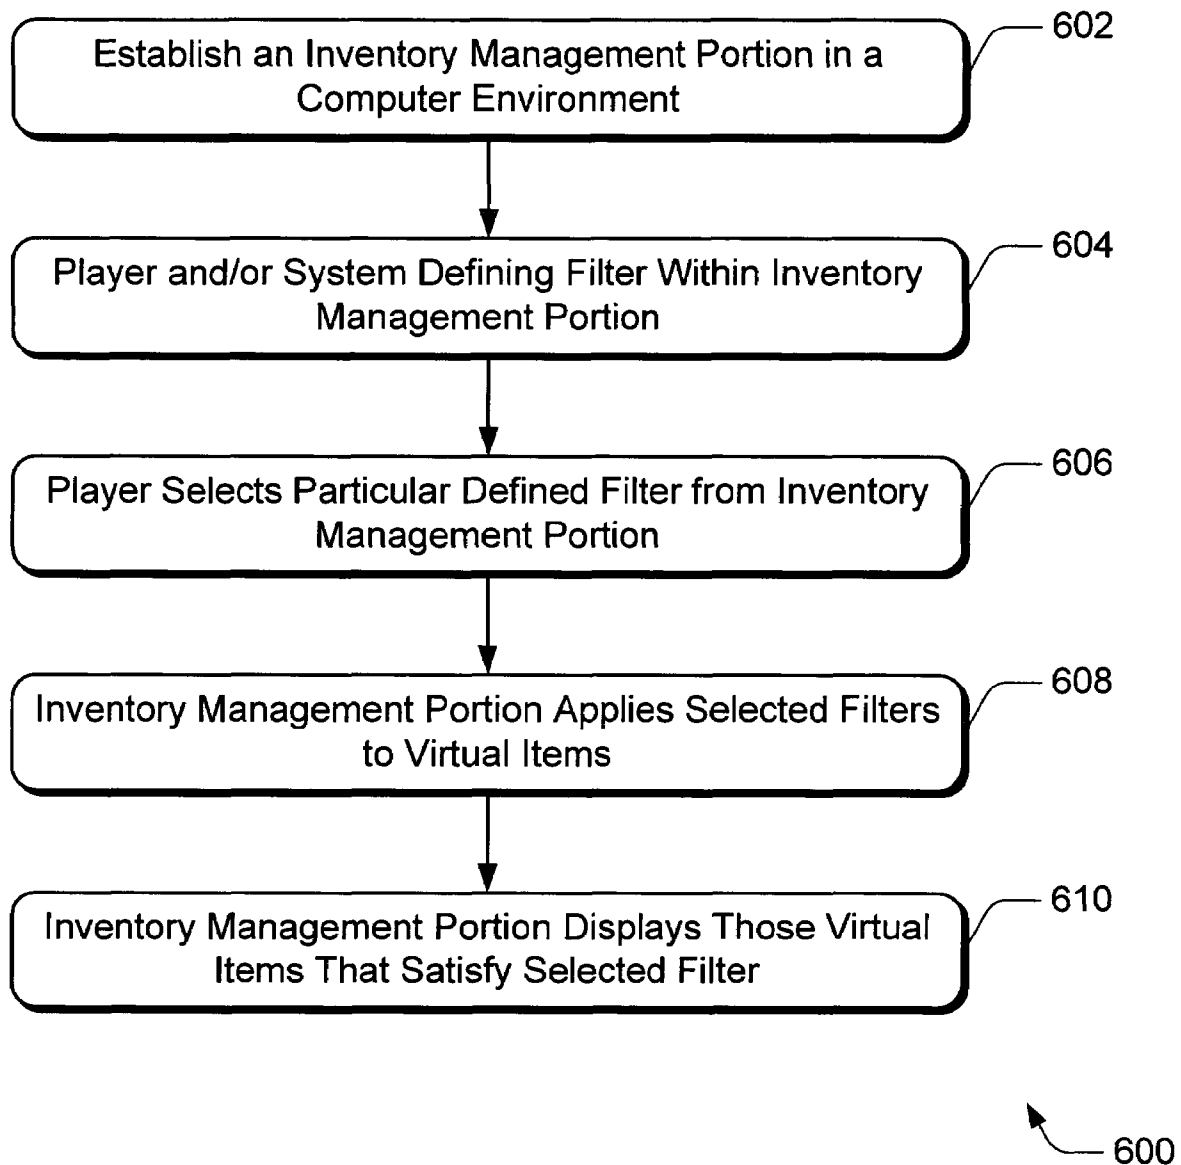 Establish an Inventory Management Portion in a
Computer Environment
602
Player and/or System Defining Filter Within Inventory
Management Portion
604
Player Selects Particular Defined Filter from Inventory
Management Portion
606
Inventory Management Portion Applies Selected Filters
to Virtual Items
608
Inventory Management Portion Displays Those Virtual
Items That Satisfy Selected Filter
610
600